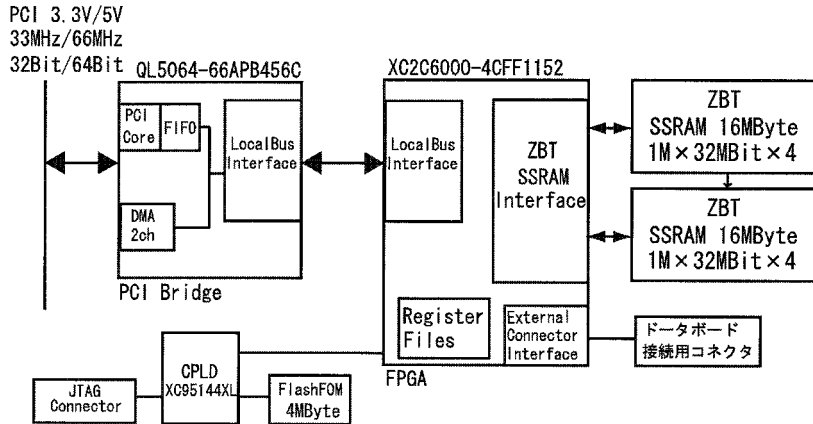 PCI 3.3V/5V
33MHz/66MHz
32Bit/64Bit
QL5064-66APB456C
PCI
Core
FIFO
LocalBus
Interface
DMA
2ch
PCI Bridge
XC2C6000-4CFF1152
LocalBus
Interface
ZBT
SSRAM
Interface
Register
Files
External
Connector
Interface
FPGA
ZBT
SSRAM 16MByte
1M×32MBit×4
ZBT
SSRAM 16MByte
1M×32MBit×4
ドータボード
接続用コネクタ
CPLD
XC95144XL
JTAG
Connector
FlashFOM
4MByte